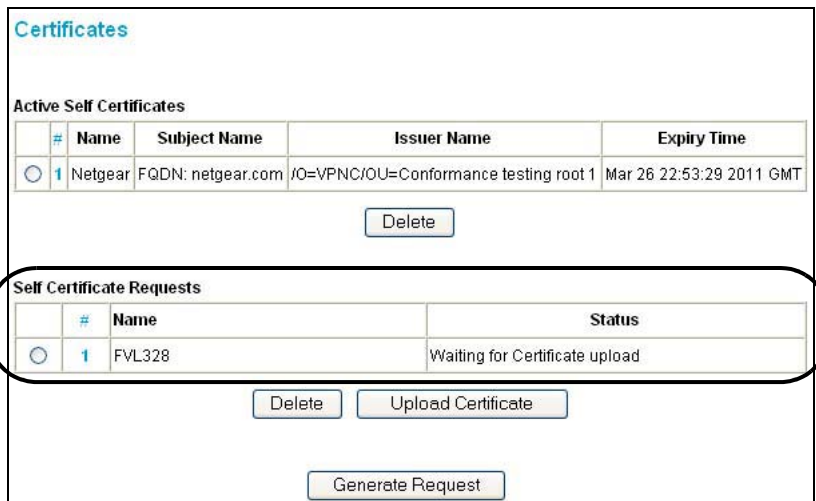 Certificates
Active Self Certificates
# Name Subject Name Issuer Name Expiry Time
1 Netgear FQDN: netgear.com /O=VPNC/OU=Conformance testing root 1 Mar 26 22:53:29 2011 GMT
Delete
Self Certificate Requests
# Name Status
1 FVL328 Waiting for Certificate upload
Delete Upload Certificate
Generate Request